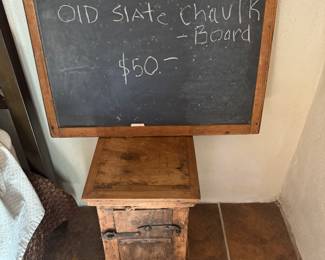 OLD Slate Chaulk
- Board
$50.-